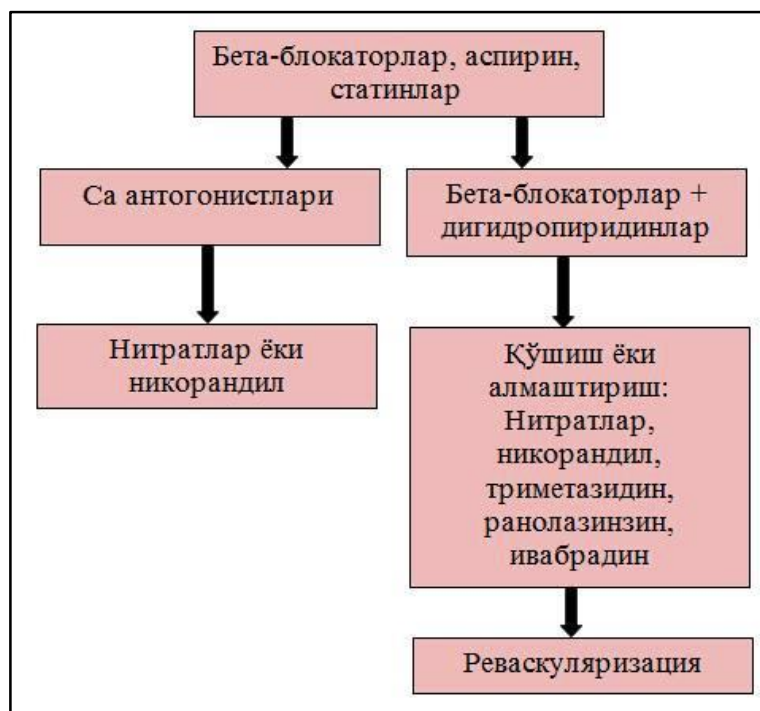 Бета-блокаторлар, аспирин,
статинлар
Са антогонистлари
Бета-блокаторлар +
дигидропиридинлар
Нитратлар ёки
никорандил
Қўшиш ёки
алмаштириш:
Нитратлар,
никорандил,
триметазидин,
ранолазинзин,
ивабрадин
Реваскуляризация